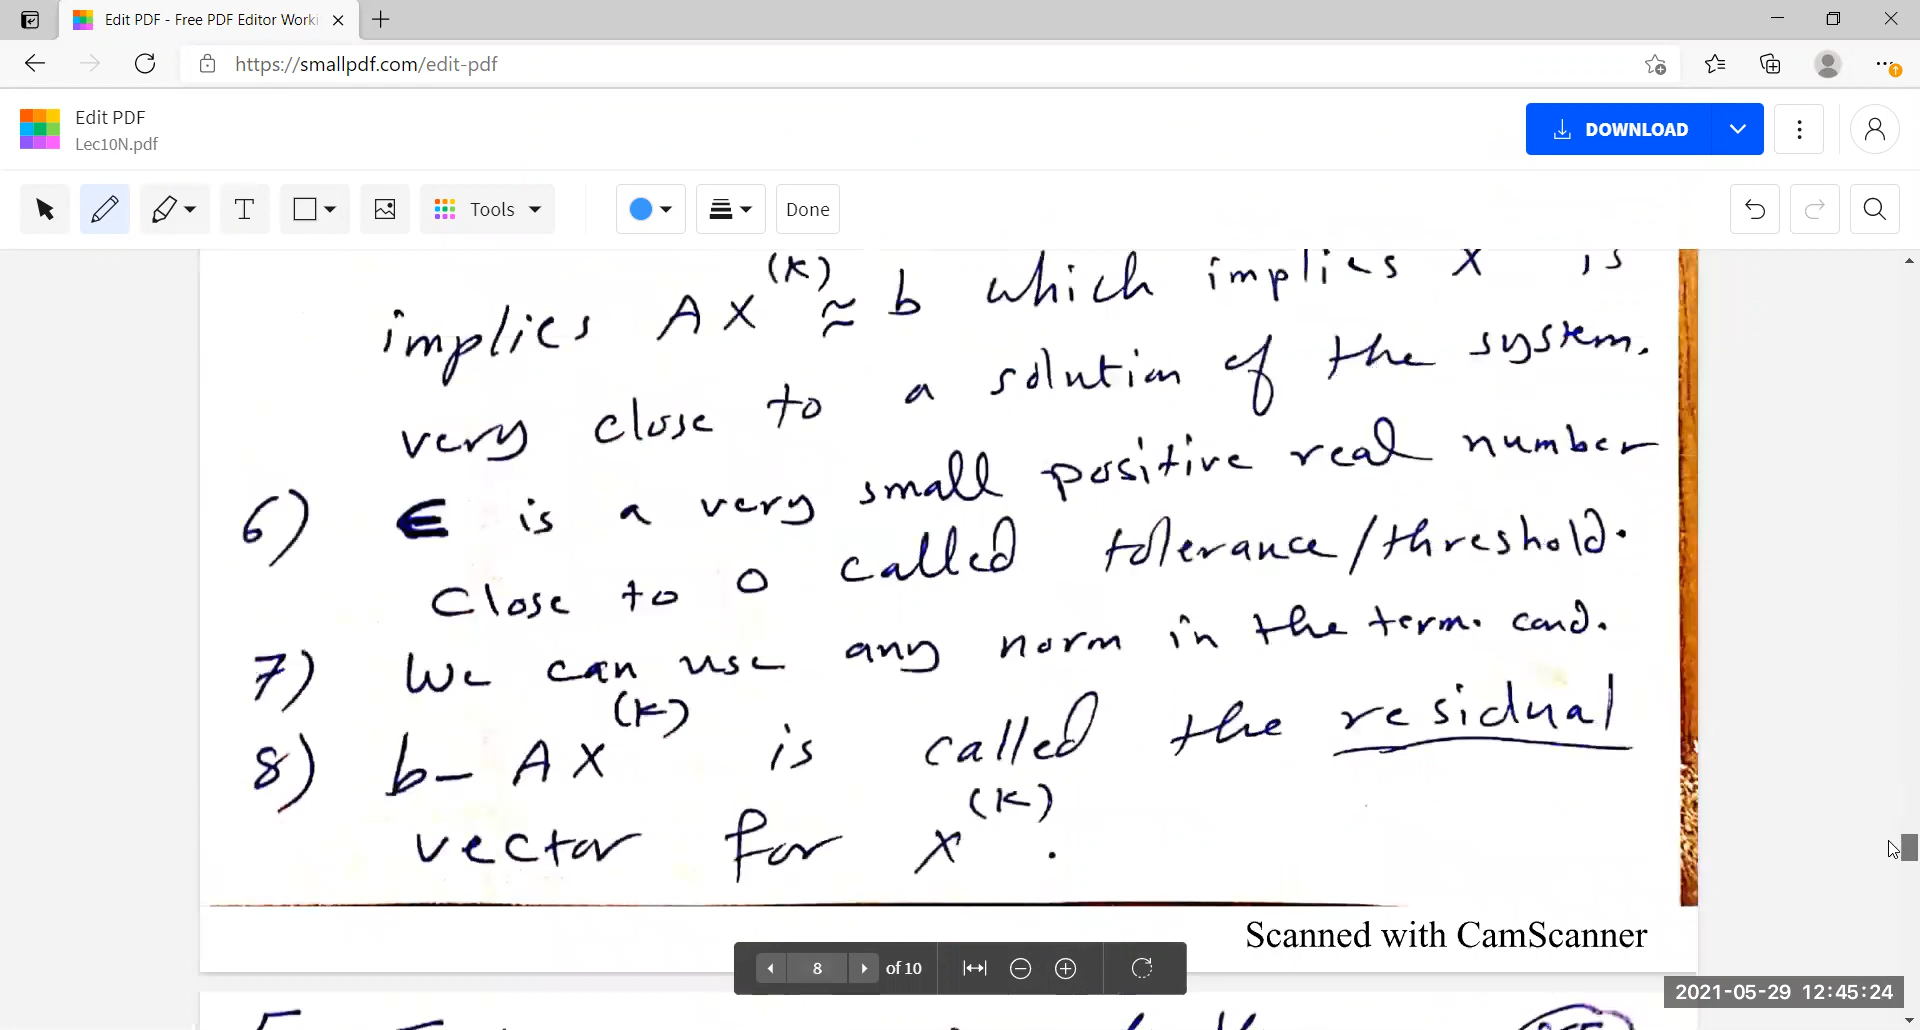 Edit PDF - Free PDF Editor Worki
https://smallpdf.com/edit-pdf
Edit PDF
Lec10N.pdf
DOWNLOAD
T Tools Done
implies AX^(K) ≈ b which implies X is
very close to a solution of the system.
6) ∈ is a very small positive real number
Close to 0 called tolerance/threshold.
7) We can use any norm in the term. cond.
8) b - AX^(K) is called the residual
vector for X^(K).
Scanned with CamScanner
8 of 10
2021-05-29 12:45:24